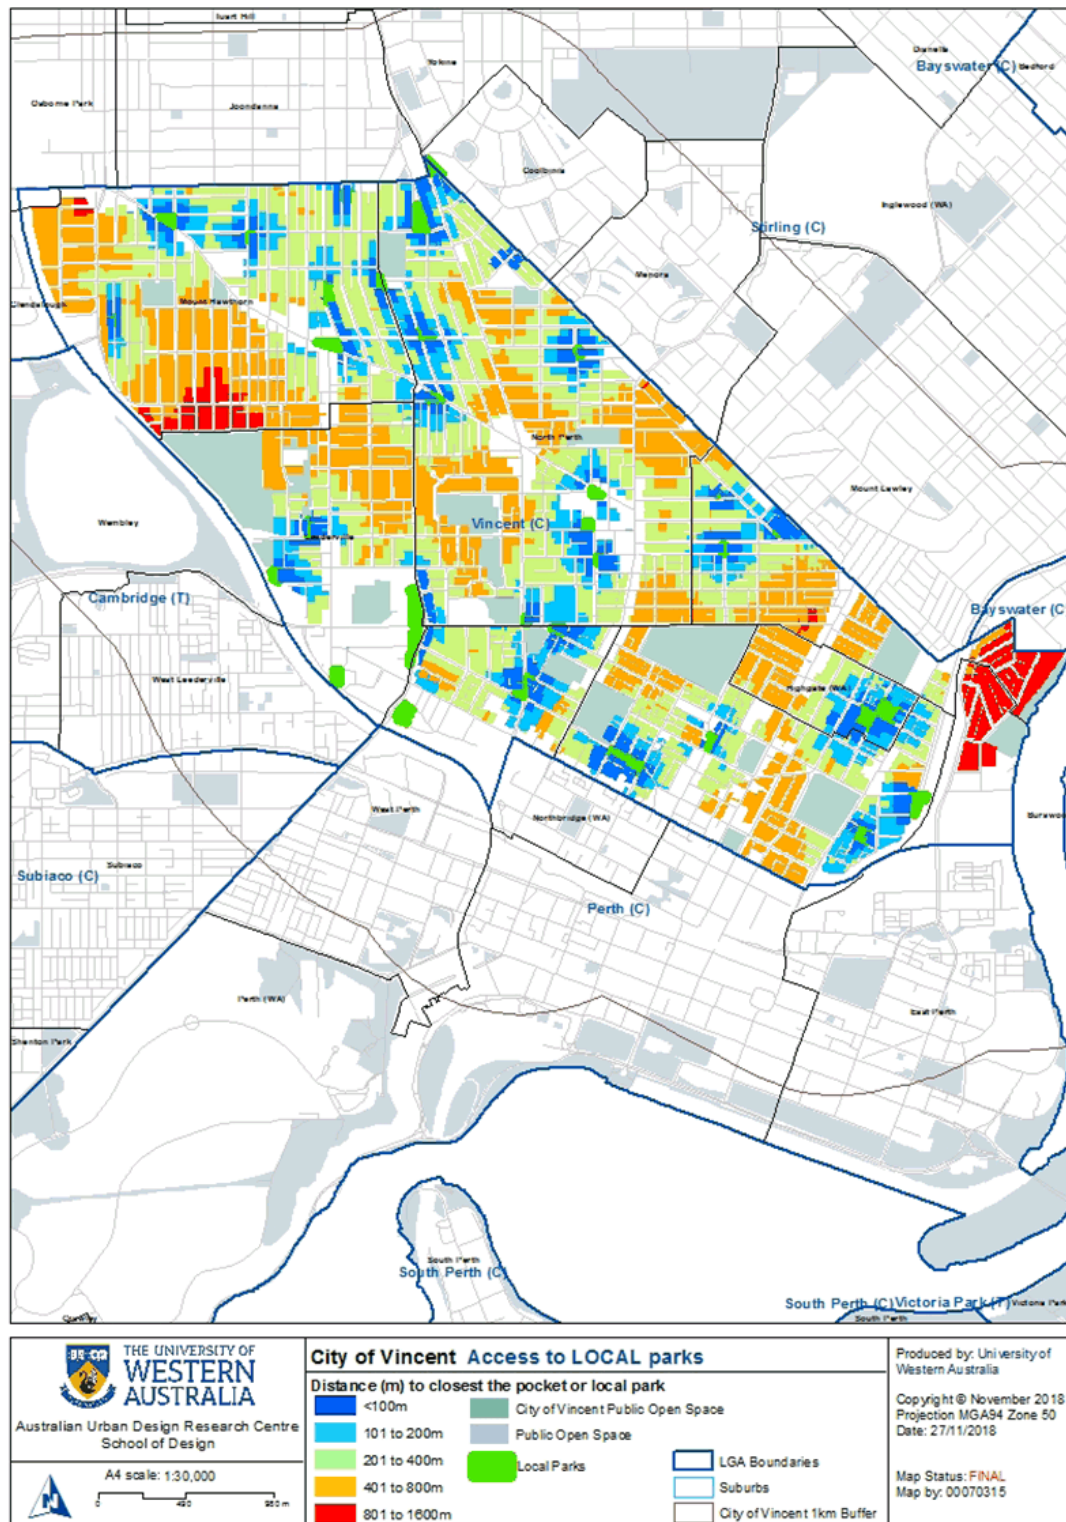 Tuart Hill
Dianella
Bayswater (C)
Bedford
Yokine
Osborne Park
Joondanna
Coolbinia
Inglewood (WA)
Stirling (C)
Menora
Glendalough
Mount Hawthorn
North Perth
Mount Lawley
Wembley
Vincent (C)
Leederville
Cambridge (T)
Bayswater (C
West Leederville
Highgate (WA)
West Perth
Northbridge (WA)
Burswood
Subiaco
Subiaco (C)
Perth (C)
Perth (WA)
East Perth
Shenton Park
South Perth
South Perth (C)
South Perth (C) Victoria Park (T) Victoria Park
South Perth
Crawley
THE UNIVERSITY OF
WESTERN
AUSTRALIA
Australian Urban Design Research Centre
School of Design
N
A4 scale: 1:30,000
0
m
City of Vincent Access to LOCAL parks
Distance (m) to closest the pocket or local park
<100m
101 to 200m
201 to 400m
401 to 800m
801 to 1600m
City of Vincent Public Open Space
Public Open Space
Local Parks
LGA Boundaries
Suburbs
City of Vincent 1km Buffer
Produced by: University of
Western Australia
Copyright © November 2018
Projection MGA94 Zone 50
Date: 27/11/2018
Map Status: FINAL
Map by: 00070315